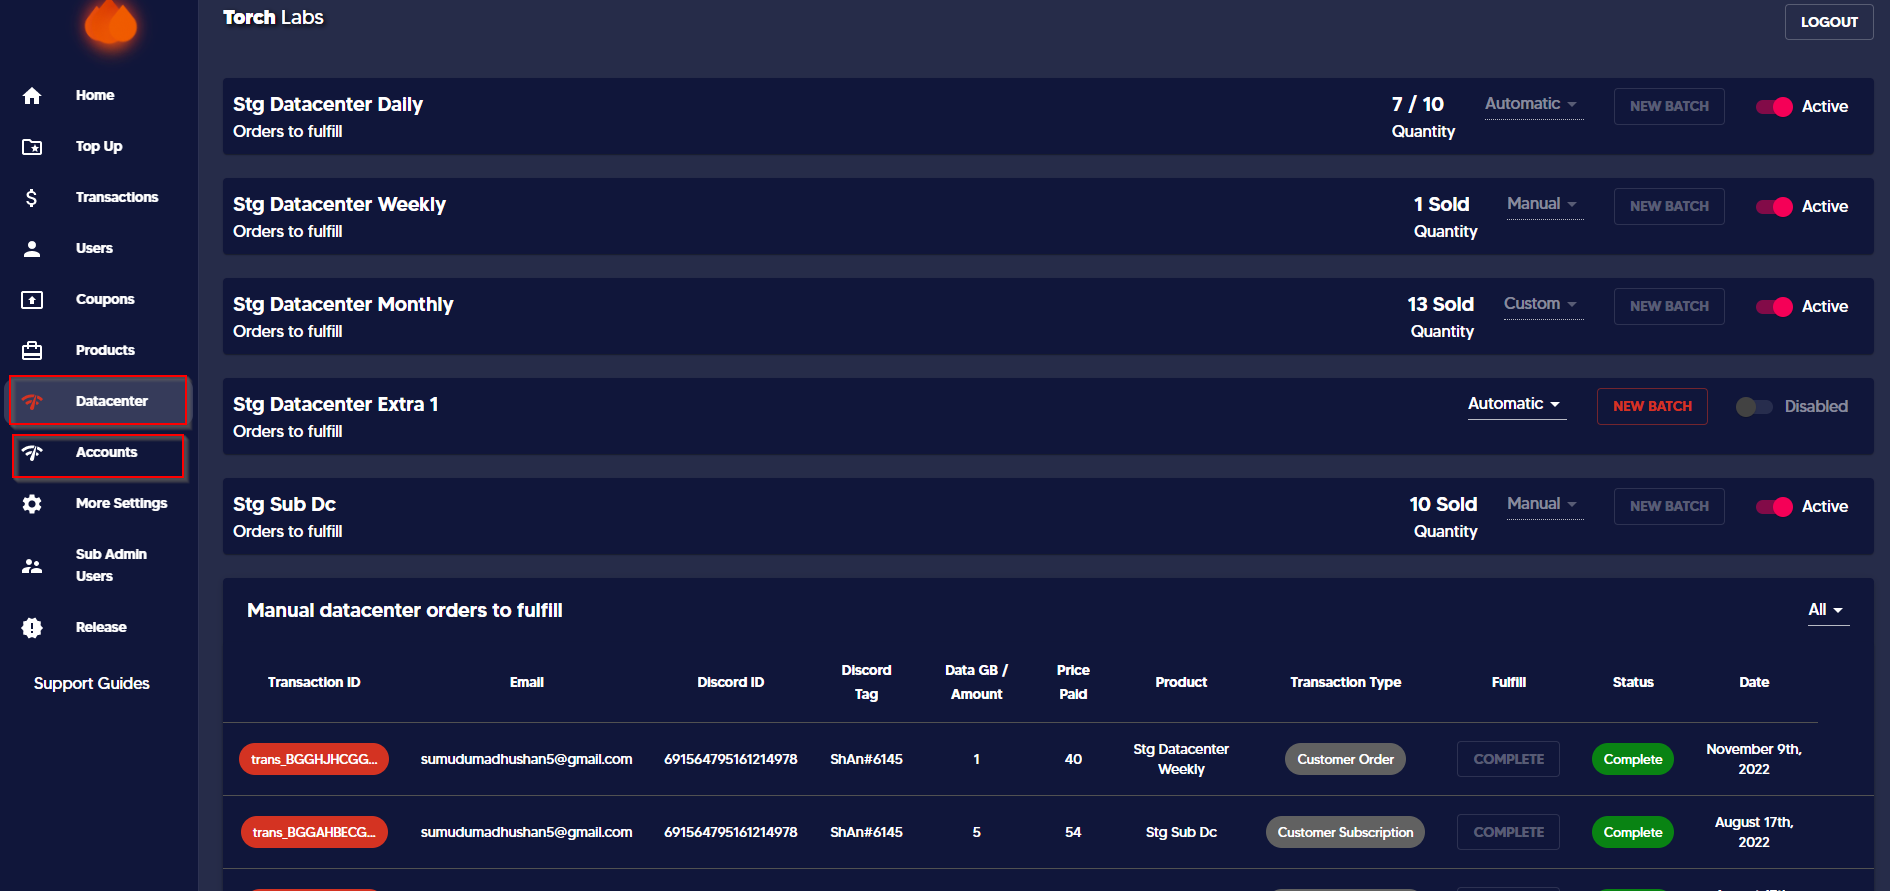 Torch Labs
LOGOUT
Home
Top Up
Transactions
Users
Coupons
Products
Datacenter
Accounts
More Settings
Sub Admin
Users
Release
Support Guides
Stg Datacenter Daily
Orders to fulfill
7 / 10
Quantity
Automatic
NEW BATCH
Active
Stg Datacenter Weekly
Orders to fulfill
1 Sold
Quantity
Manual
NEW BATCH
Active
Stg Datacenter Monthly
Orders to fulfill
13 Sold
Quantity
Custom
NEW BATCH
Active
Stg Datacenter Extra 1
Orders to fulfill
Automatic
NEW BATCH
Disabled
Stg Sub Dc
Orders to fulfill
10 Sold
Quantity
Manual
NEW BATCH
Active
Manual datacenter orders to fulfill
All
Transaction ID
Email
Discord ID
Discord
Tag
Data GB /
Amount
Price
Paid
Product
Transaction Type
Fulfill
Status
Date
trans_BGGHJHCGG...
sumudumadhushan5@gmail.com
691564795161214978
ShAn#6145
1
40
Stg Datacenter
Weekly
Customer Order
COMPLETE
Complete
November 9th,
2022
trans_BGGAHBECG...
sumudumadhushan5@gmail.com
691564795161214978
ShAn#6145
5
54
Stg Sub Dc
Customer Subscription
COMPLETE
Complete
August 17th,
2022